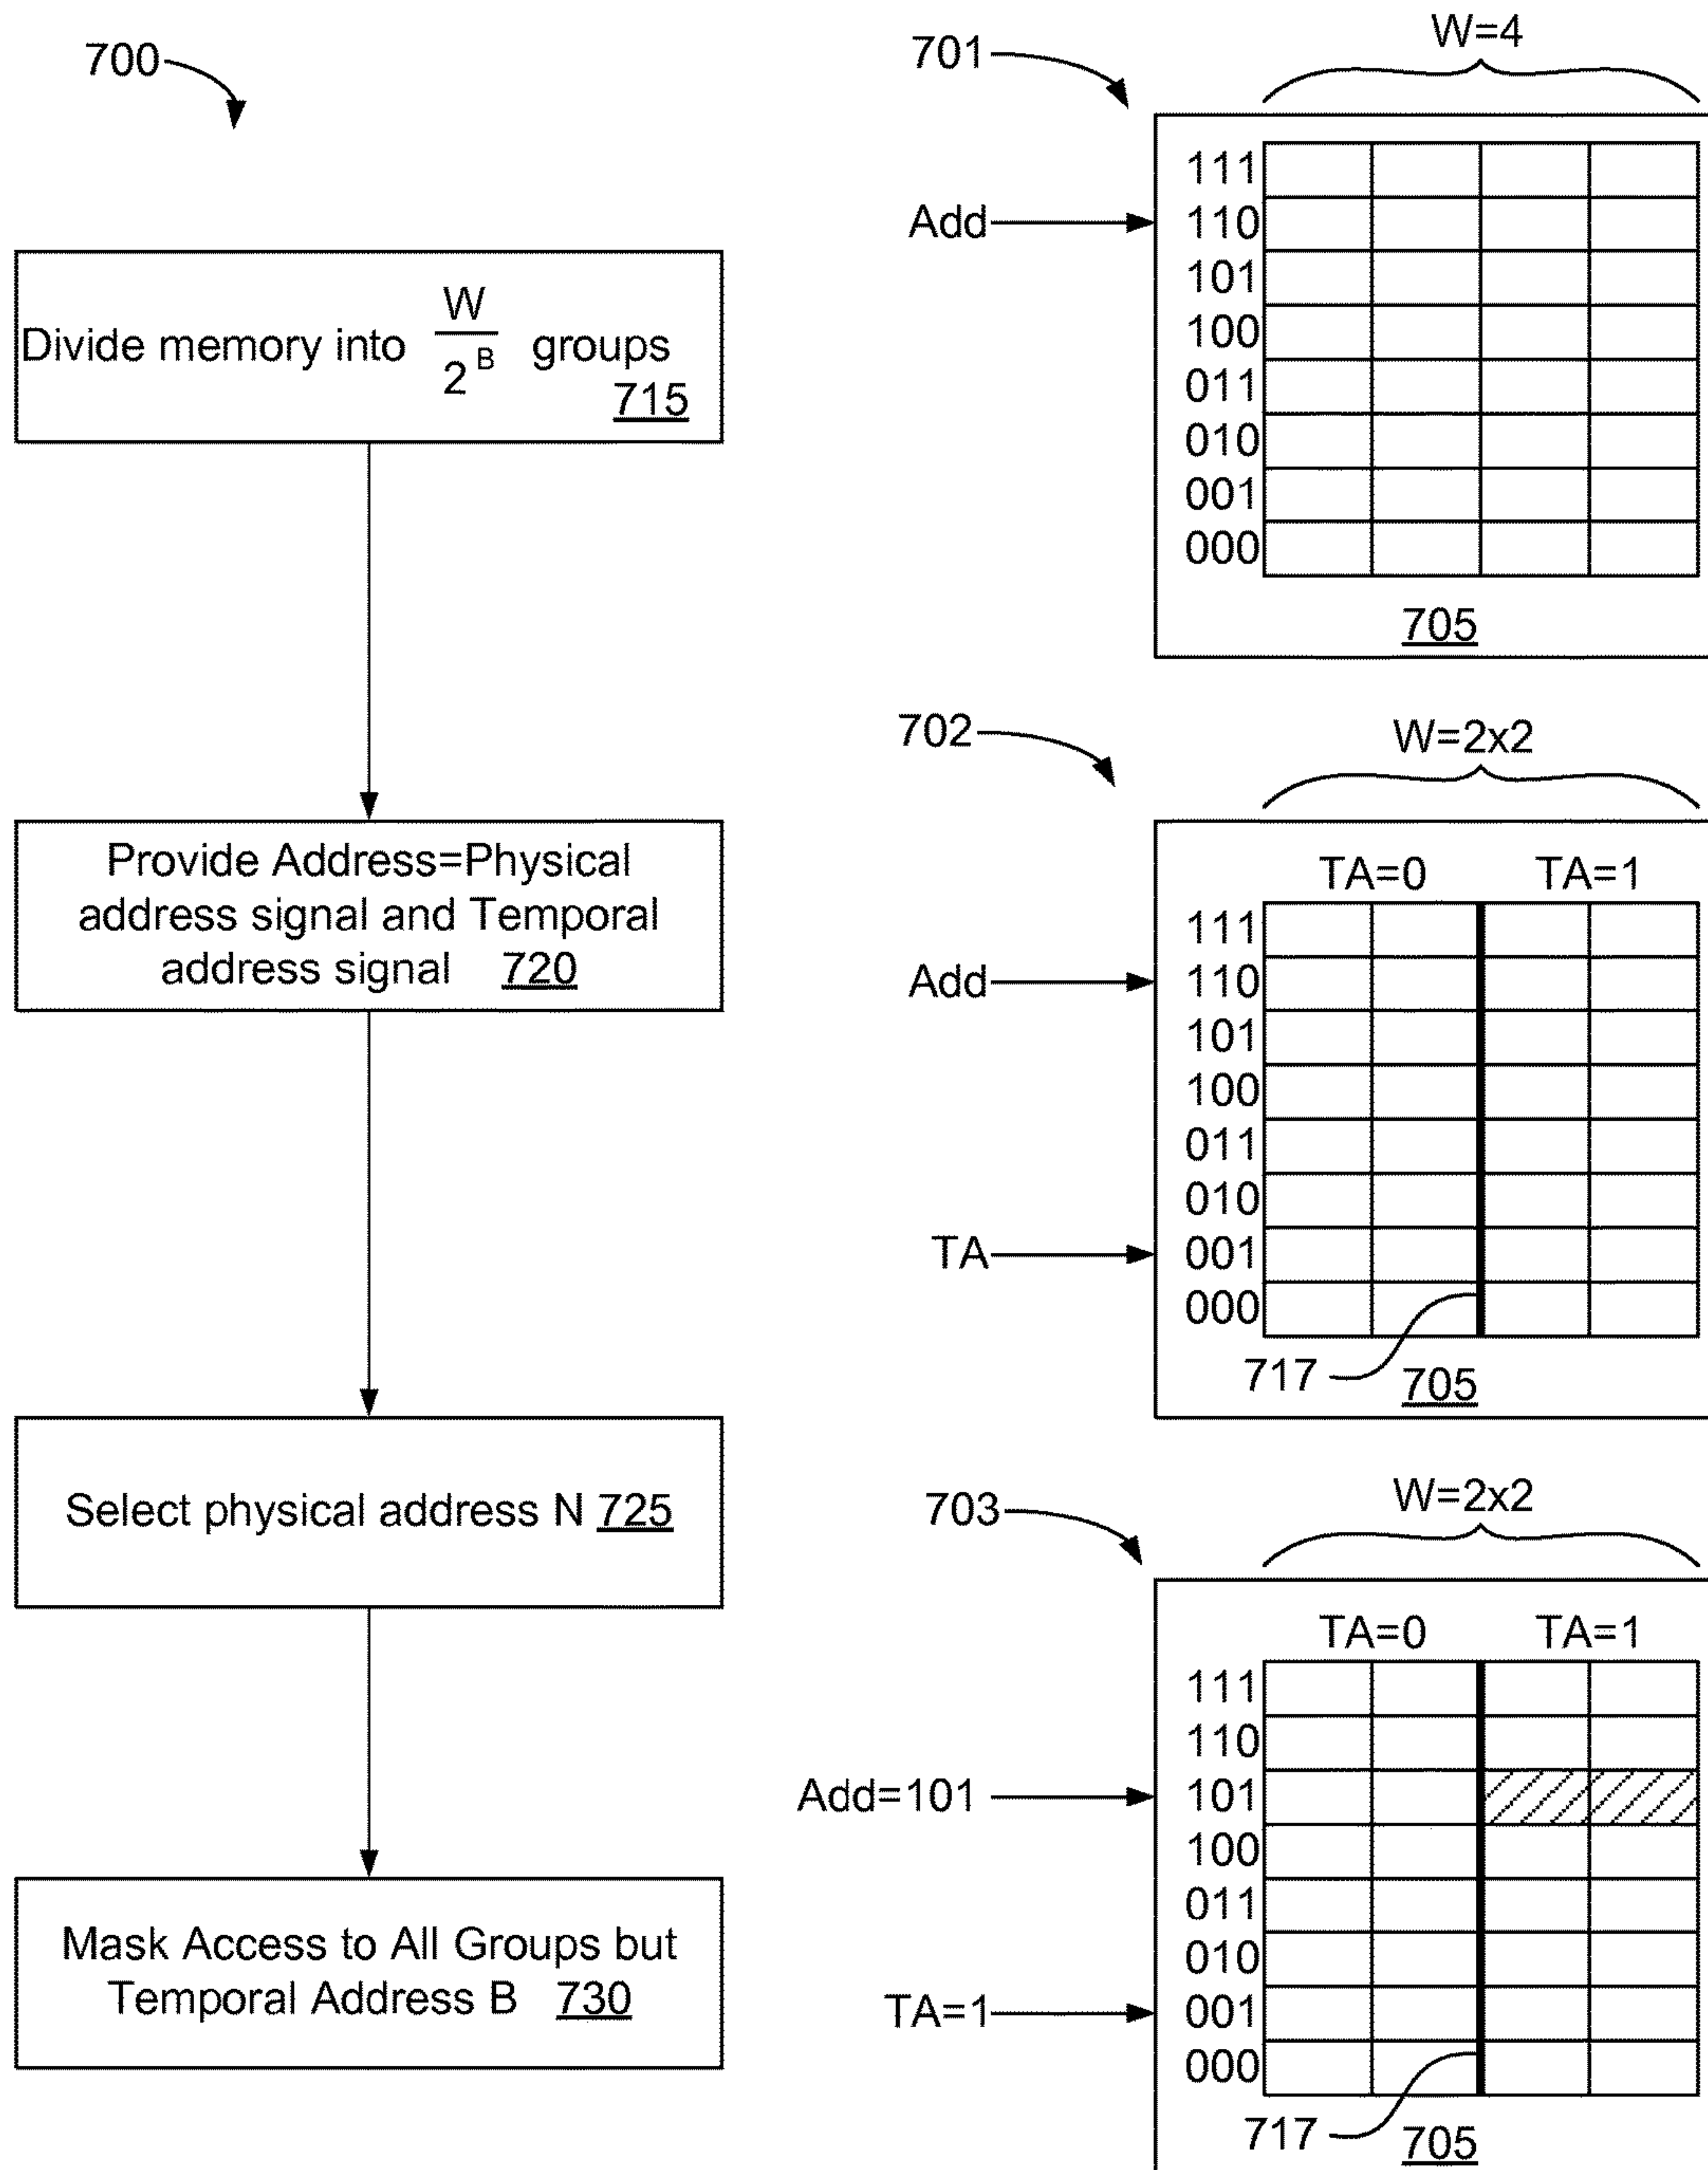 700
Divide memory into W / 2^B groups
715
Provide Address=Physical
address signal and Temporal
address signal 720
Select physical address N 725
Mask Access to All Groups but
Temporal Address B 730
701
W=4
111
Add 110
101
100
011
010
001
000
705
702
W=2x2
TA=0 TA=1
111
Add 110
101
100
011
010
TA 001
000
717 705
703
W=2x2
TA=0 TA=1
111
110
Add=101 101
100
011
010
TA=1 001
000
717 705